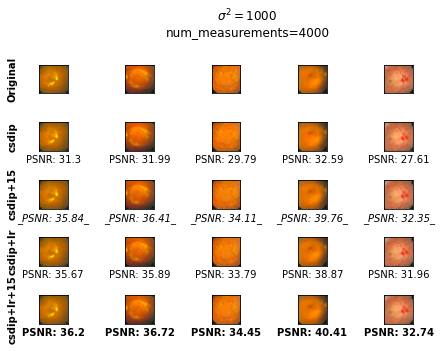 σ² = 1000
num_measurements=4000
Original
csdip
PSNR: 31.3 PSNR: 31.99 PSNR: 29.79 PSNR: 32.59 PSNR: 27.61
csdip+15
_PSNR: 35.84_ _PSNR: 36.41_ _PSNR: 34.11_ _PSNR: 39.76_ _PSNR: 32.35_
csdip+lr
PSNR: 35.67 PSNR: 35.89 PSNR: 33.79 PSNR: 38.87 PSNR: 31.96
csdip+lr+15
PSNR: 36.2 PSNR: 36.72 PSNR: 34.45 PSNR: 40.41 PSNR: 32.74